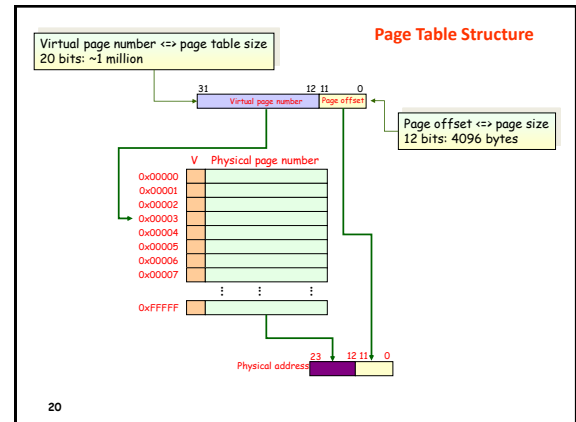 Page Table Structure
Virtual page number <=> page table size
20 bits: ~1 million
31 12 11 0
Virtual page number Page offset
Page offset <=> page size
12 bits: 4096 bytes
V Physical page number
0x00000
0x00001
0x00002
0x00003
0x00004
0x00005
0x00006
0x00007
⋮ ⋮ ⋮
0xFFFFF
23 12 11 0
Physical address
20